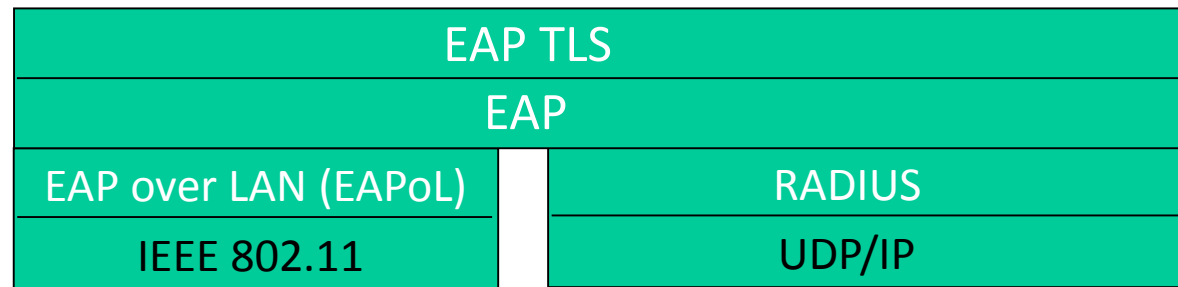 EAP TLS
EAP
EAP over LAN (EAPoL)
RADIUS
IEEE 802.11
UDP/IP